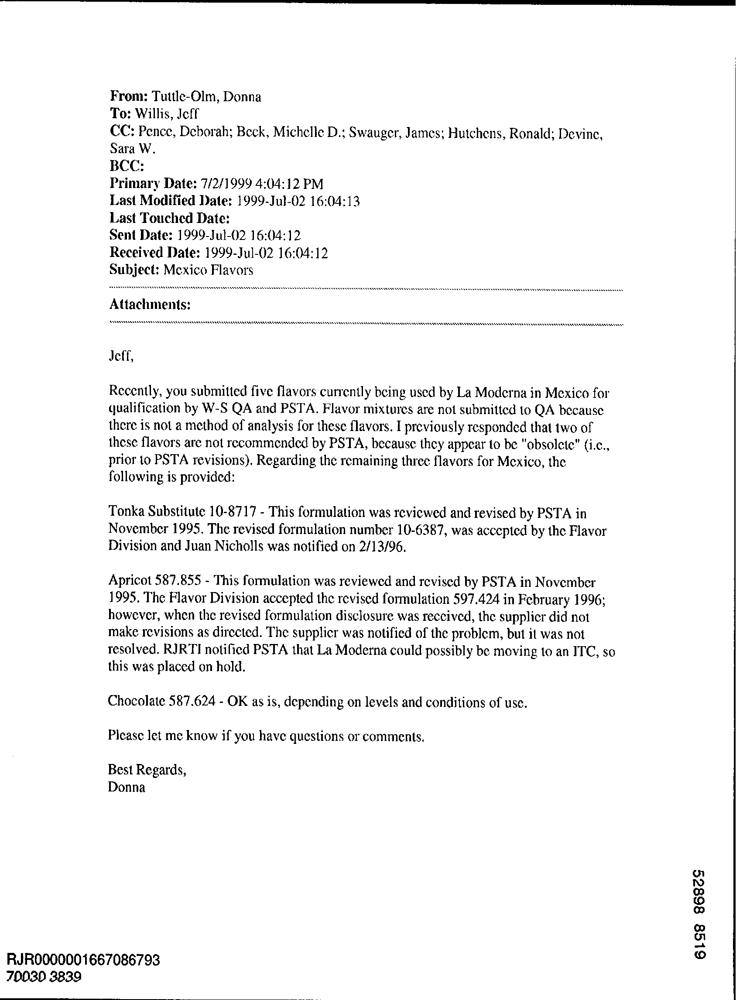 From: Tuttle-Olm, Donna
To: Willis, Jeff
CC: Pence, Deborah; Beck, Michelle D.; Swauger, James; Hutchens, Ronald; Devine,
Sara W.
BCC:
Primary Date: 7/2/1999 4:04:12 PM
Last Modified Date: 1999-Jul-02 16:04:13
Last Touched Date:
Sent Date: 1999-Jul-02 16:04:12
Received Date: 1999-Jul-02 16:04:12
Subject: Mexico Flavors
Attachments:
Jeff,
Recently, you submitted five flavors currently being used by La Moderna in Mexico for
qualification by W-S QA and PSTA. Flavor mixtures are not submitted to QA because
there is not a method of analysis for these flavors. I previously responded that two of
these flavors are not recommended by PSTA, because they appear to be "obsolete" (i.e.,
prior to PSTA revisions). Regarding the remaining three flavors for Mexico, the
following is provided:
Tonka Substitute 10-8717 - This formulation was reviewed and revised by PSTA in
November 1995. The revised formulation number 10-6387, was accepted by the Flavor
Division and Juan Nicholls was notified on 2/13/96.
Apricot 587.855 - This formulation was reviewed and revised by PSTA in November
1995. The Flavor Division accepted the revised formulation 597.424 in February 1996;
however, when the revised formulation disclosure was received, the supplier did not
make revisions as directed. The supplier was notified of the problem, but it was not
resolved. RJRTI notified PSTA that La Moderna could possibly be moving to an ITC, so
this was placed on hold.
Chocolate 587.624 - OK as is, depending on levels and conditions of use.
Please let me know if you have questions or comments.
Best Regards,
Donna
52898 8519
RJR0000001667086793
70030 3839